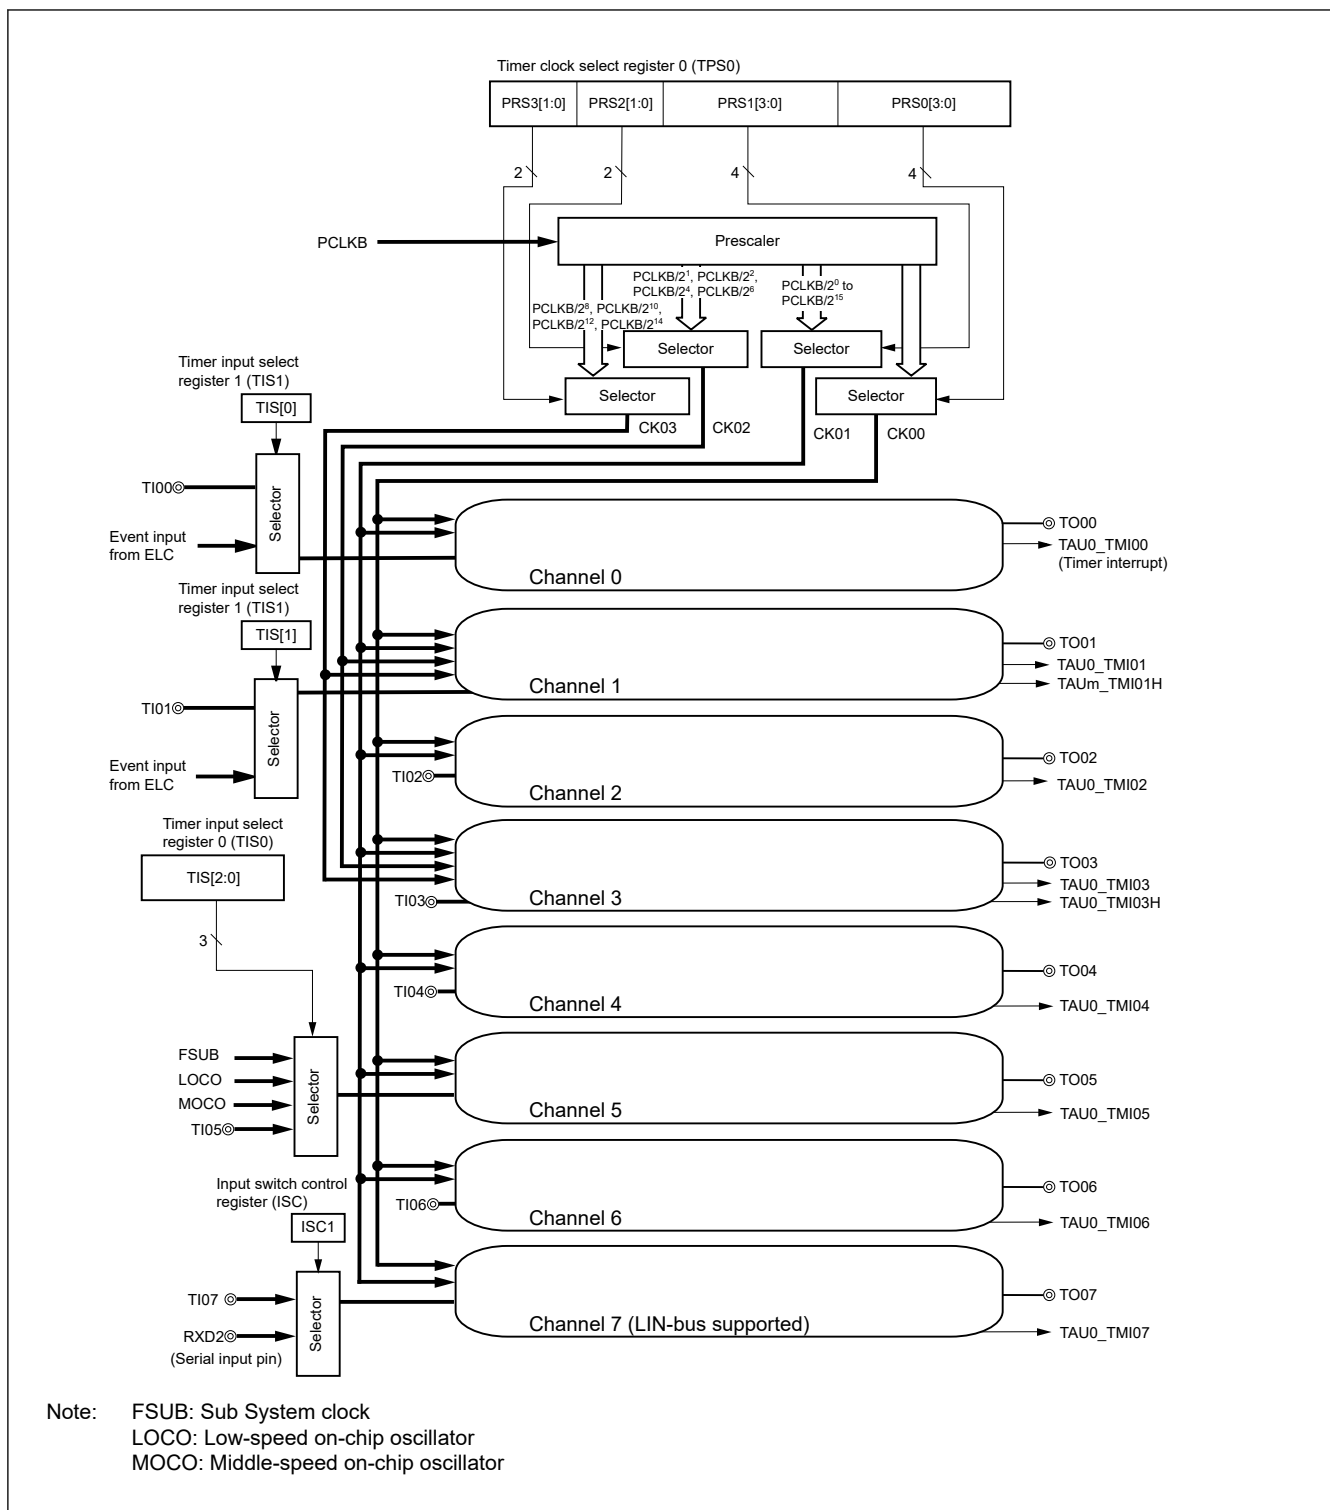 Timer clock select register 0 (TPS0)
PRS3[1:0] PRS2[1:0] PRS1[3:0] PRS0[3:0]
2 2 4 4
PCLKB
Prescaler
PCLKB/2¹, PCLKB/2²,
PCLKB/2⁴, PCLKB/2⁶
PCLKB/2⁰ to
PCLKB/2¹⁵
PCLKB/2⁸, PCLKB/2¹⁰,
PCLKB/2¹², PCLKB/2¹⁴
Selector
Selector
Selector
Selector
CK03
CK02
CK01
CK00
Timer input select
register 1 (TIS1)
TIS[0]
TI00
Selector
Event input
from ELC
Channel 0
TO00
TAU0_TMI00
(Timer interrupt)
Timer input select
register 1 (TIS1)
TIS[1]
TI01
Selector
Event input
from ELC
Channel 1
TO01
TAU0_TMI01
TAUm_TMI01H
TI02
Channel 2
TO02
TAU0_TMI02
Timer input select
register 0 (TIS0)
TIS[2:0]
3
TI03
Channel 3
TO03
TAU0_TMI03
TAU0_TMI03H
TI04
Channel 4
TO04
TAU0_TMI04
FSUB
LOCO
MOCO
TI05
Selector
Channel 5
TO05
TAU0_TMI05
TI06
Channel 6
TO06
TAU0_TMI06
Input switch control
register (ISC)
ISC1
TI07
RXD2
(Serial input pin)
Selector
Channel 7 (LIN-bus supported)
TO07
TAU0_TMI07
Note: FSUB: Sub System clock
LOCO: Low-speed on-chip oscillator
MOCO: Middle-speed on-chip oscillator